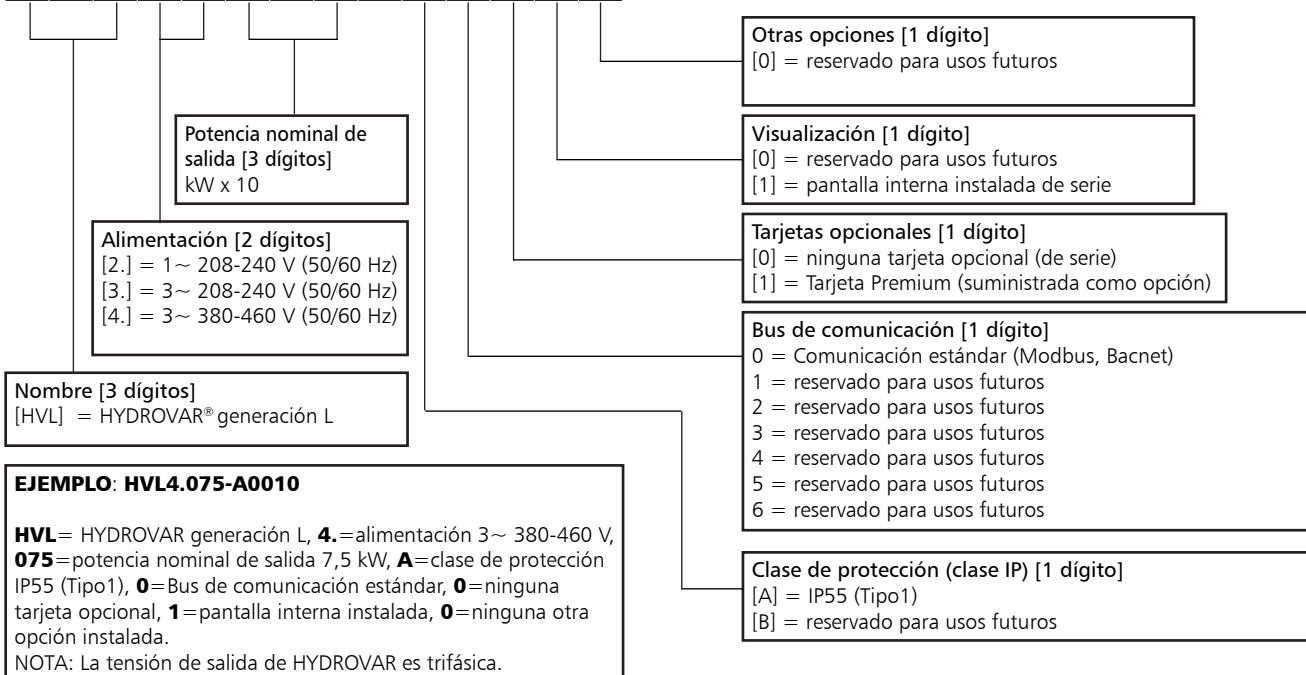 Otras opciones [1 dígito]
[0] = reservado para usos futuros
Visualización [1 dígito]
[0] = reservado para usos futuros
[1] = pantalla interna instalada de serie
Potencia nominal de
salida [3 dígitos]
kW x 10
Tarjetas opcionales [1 dígito]
[0] = ninguna tarjeta opcional (de serie)
[1] = Tarjeta Premium (suministrada como opción)
Alimentación [2 dígitos]
[2.] = 1~ 208-240 V (50/60 Hz)
[3.] = 3~ 208-240 V (50/60 Hz)
[4.] = 3~ 380-460 V (50/60 Hz)
Bus de comunicación [1 dígito]
0 = Comunicación estándar (Modbus, Bacnet)
1 = reservado para usos futuros
2 = reservado para usos futuros
3 = reservado para usos futuros
4 = reservado para usos futuros
5 = reservado para usos futuros
6 = reservado para usos futuros
Nombre [3 dígitos]
[HVL] = HYDROVAR® generación L
Clase de protección (clase IP) [1 dígito]
[A] = IP55 (Tipo1)
[B] = reservado para usos futuros
EJEMPLO: HVL4.075-A0010
HVL= HYDROVAR generación L, 4.=alimentación 3~ 380-460 V,
075=potencia nominal de salida 7,5 kW, A=clase de protección
IP55 (Tipo1), 0=Bus de comunicación estándar, 0=ninguna
tarjeta opcional, 1=pantalla interna instalada, 0=ninguna otra
opción instalada.
NOTA: La tensión de salida de HYDROVAR es trifásica.